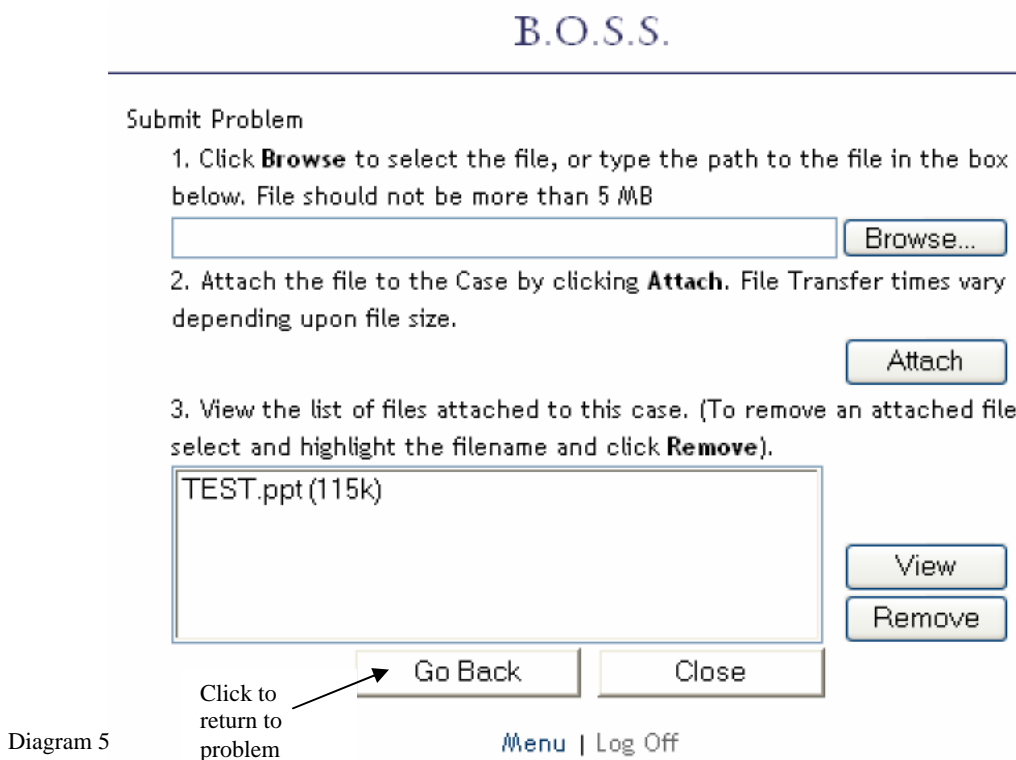 B.O.S.S.
Submit Problem
1. Click Browse to select the file, or type the path to the file in the box
below. File should not be more than 5 MB
Browse...
2. Attach the file to the Case by clicking Attach. File Transfer times vary
depending upon file size.
Attach
3. View the list of files attached to this case. (To remove an attached file
select and highlight the filename and click Remove).
TEST.ppt (115k)
View
Remove
Go Back
Close
Click to
return to
problem
Diagram 5
Menu | Log Off